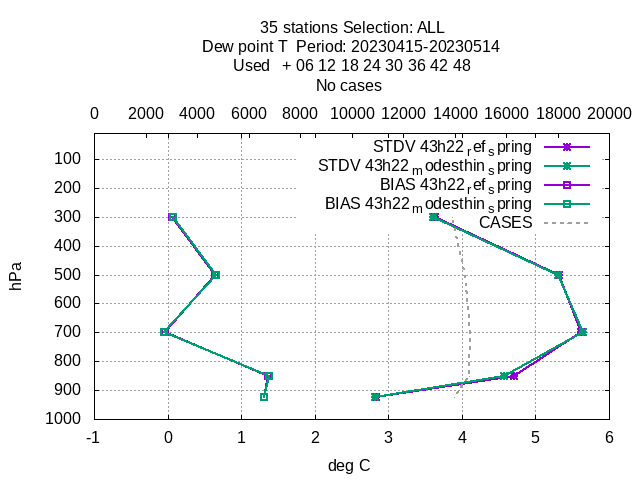 35 stations Selection: ALL
Dew point T  Period: 20230415-20230514
Used  + 06 12 18 24 30 36 42 48
No cases
0 2000 4000 6000 8000 10000 12000 14000 16000 18000 20000
STDV 43h22_ref_spring
STDV 43h22_modesthin_spring
BIAS 43h22_ref_spring
BIAS 43h22_modesthin_spring
CASES
100
200
300
400
500
600
700
800
900
1000
hPa
-1 0 1 2 3 4 5 6
deg C